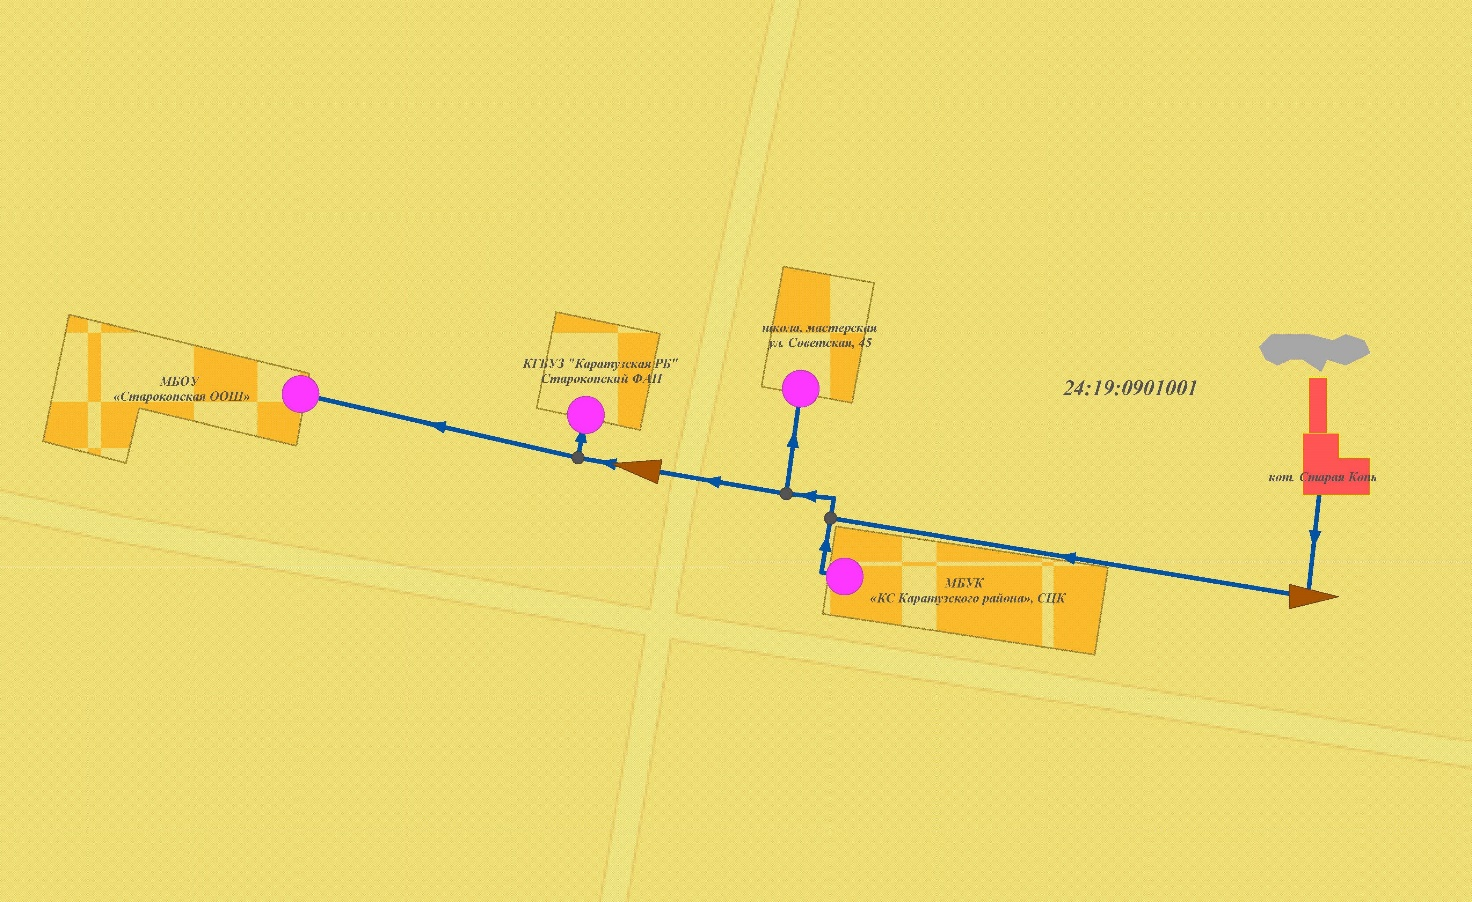 школа, мастерская
ул. Советская, 45
КГБУЗ "Каратузская РБ"
Старокопский ФАП
МБОУ
«Старокопская ООШ»
24:19:0901001
кот. Старая Копь
МБУК
«КС Каратузского района», СЦК